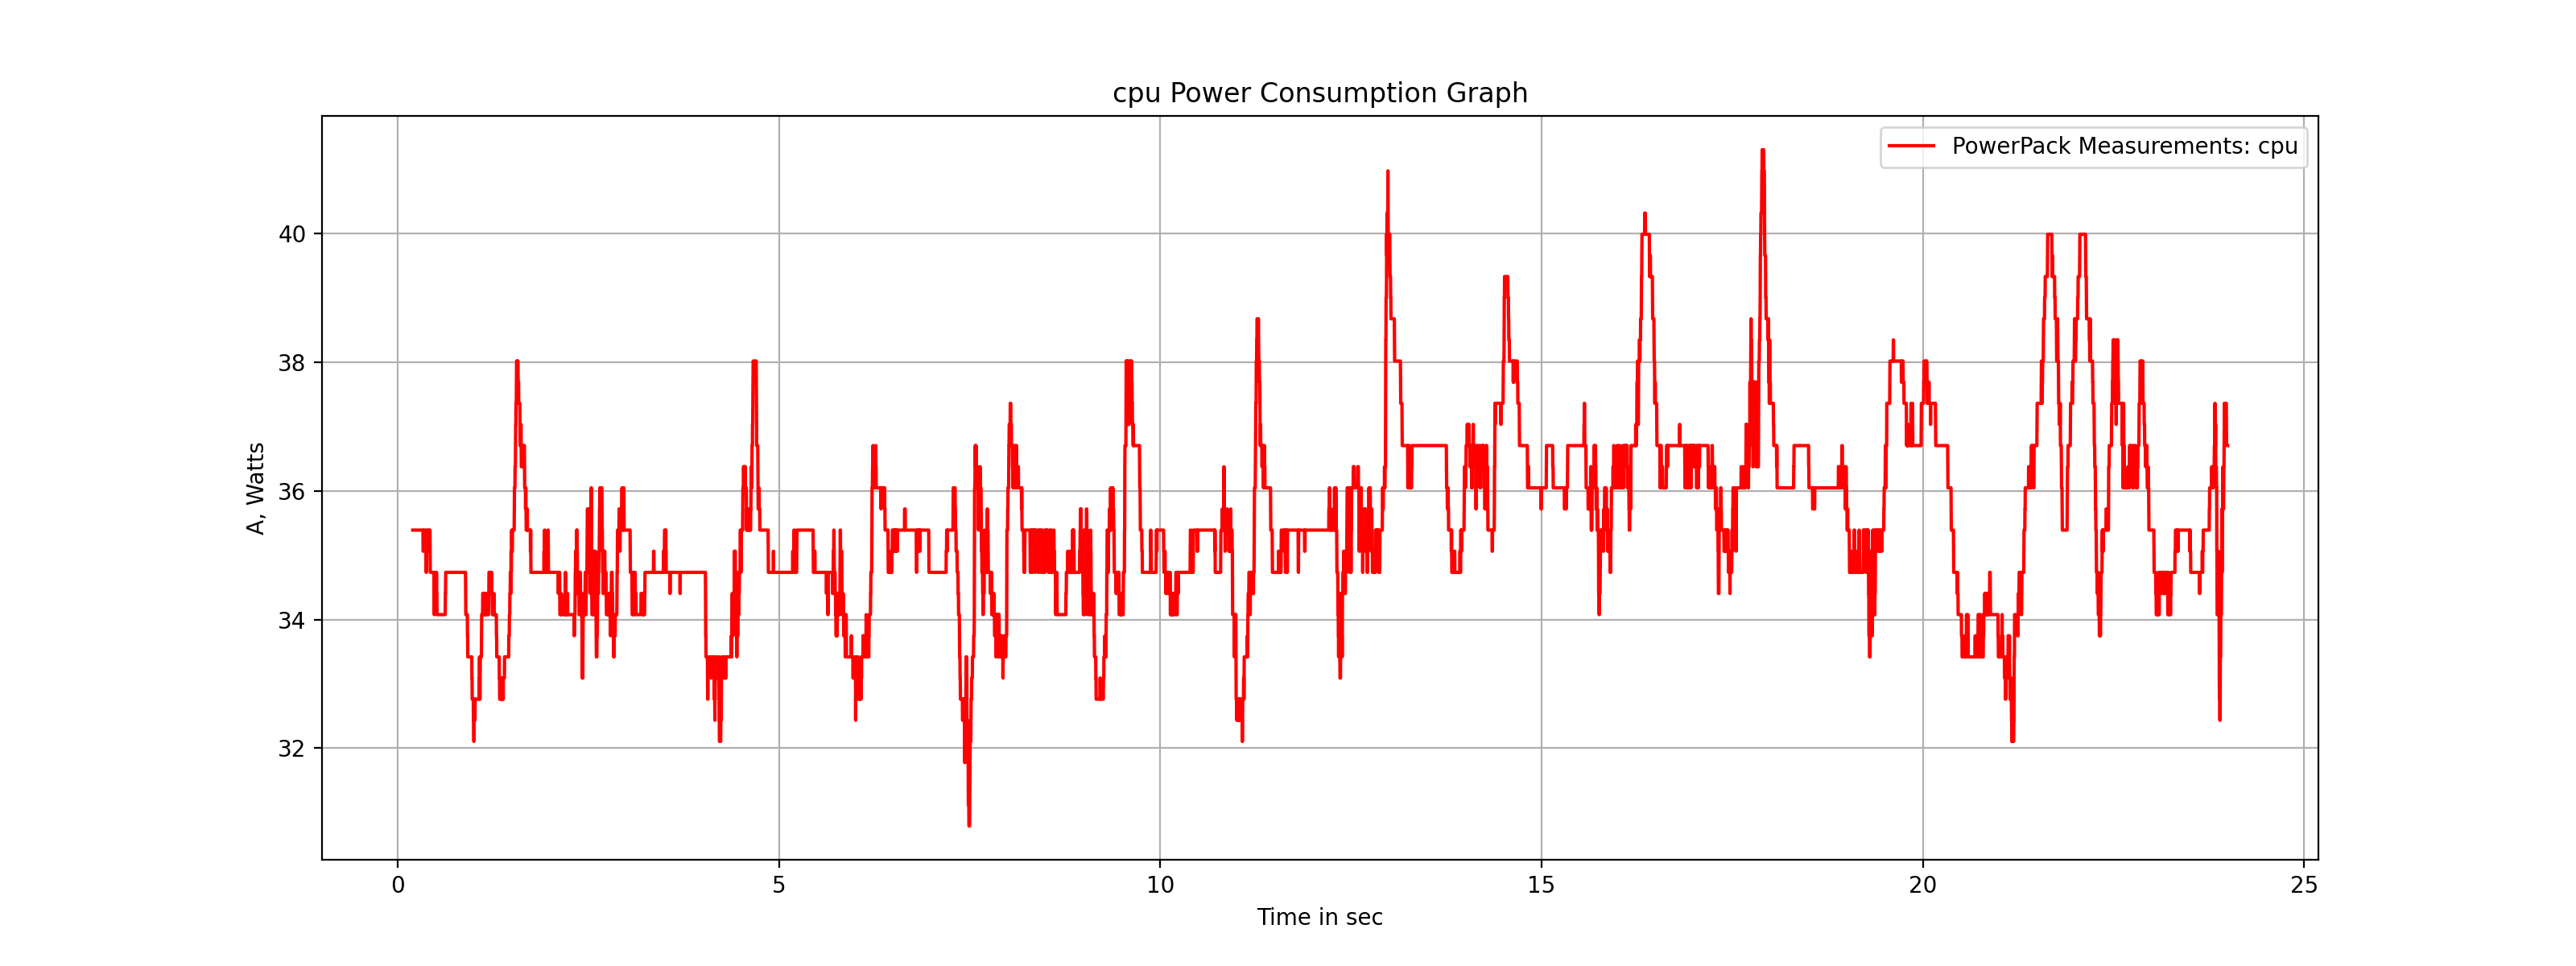 cpu Power Consumption Graph
PowerPack Measurements: cpu
A, Watts
40
38
36
34
32
0 5 10 15 20 25
Time in sec